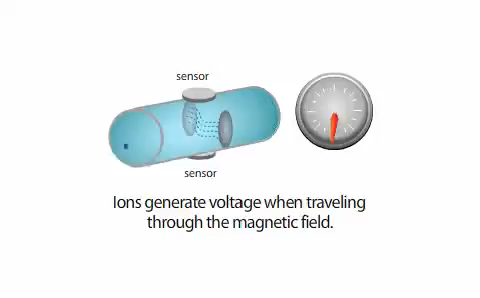 sensor
sensor
Ions generate voltage when traveling
through the magnetic field.